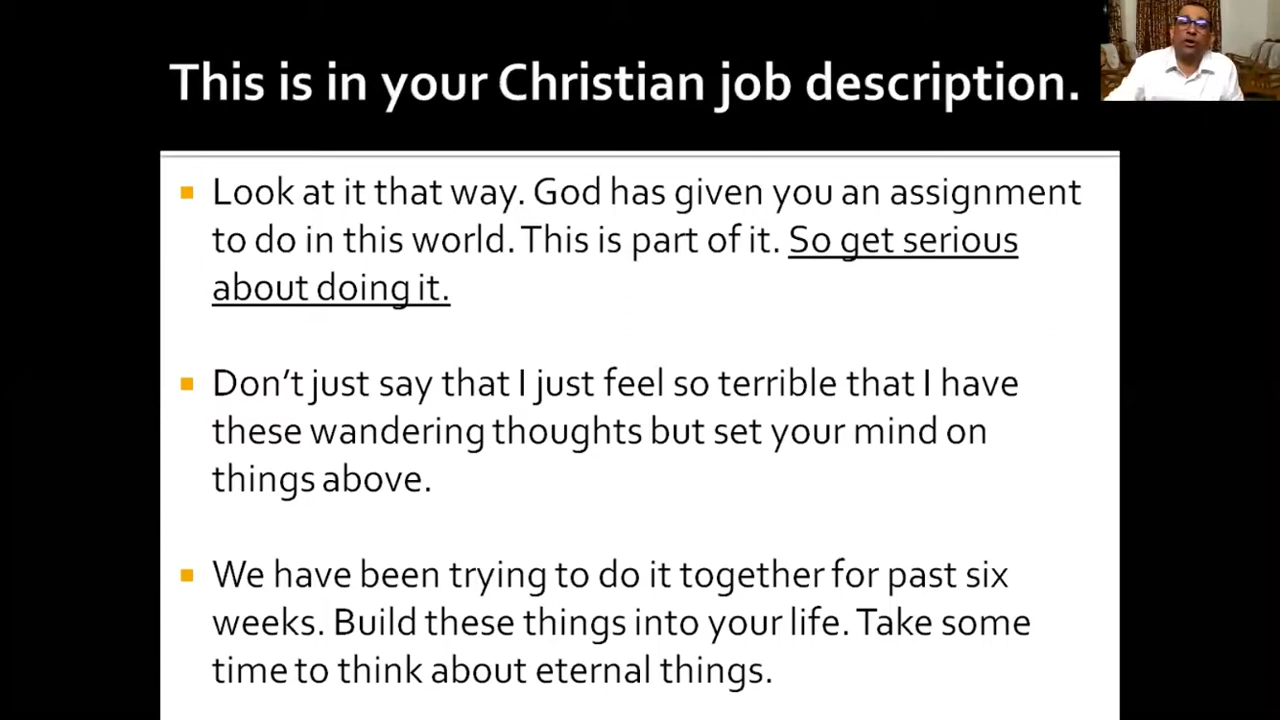 This is in your Christian job description.
Look at it that way. God has given you an assignment
to do in this world. This is part of it. So get serious
about doing it.
Don't just say that I just feel so terrible that I have
these wandering thoughts but set your mind on
things above.
We have been trying to do it together for past six
weeks. Build these things into your life. Take some
time to think about eternal things.